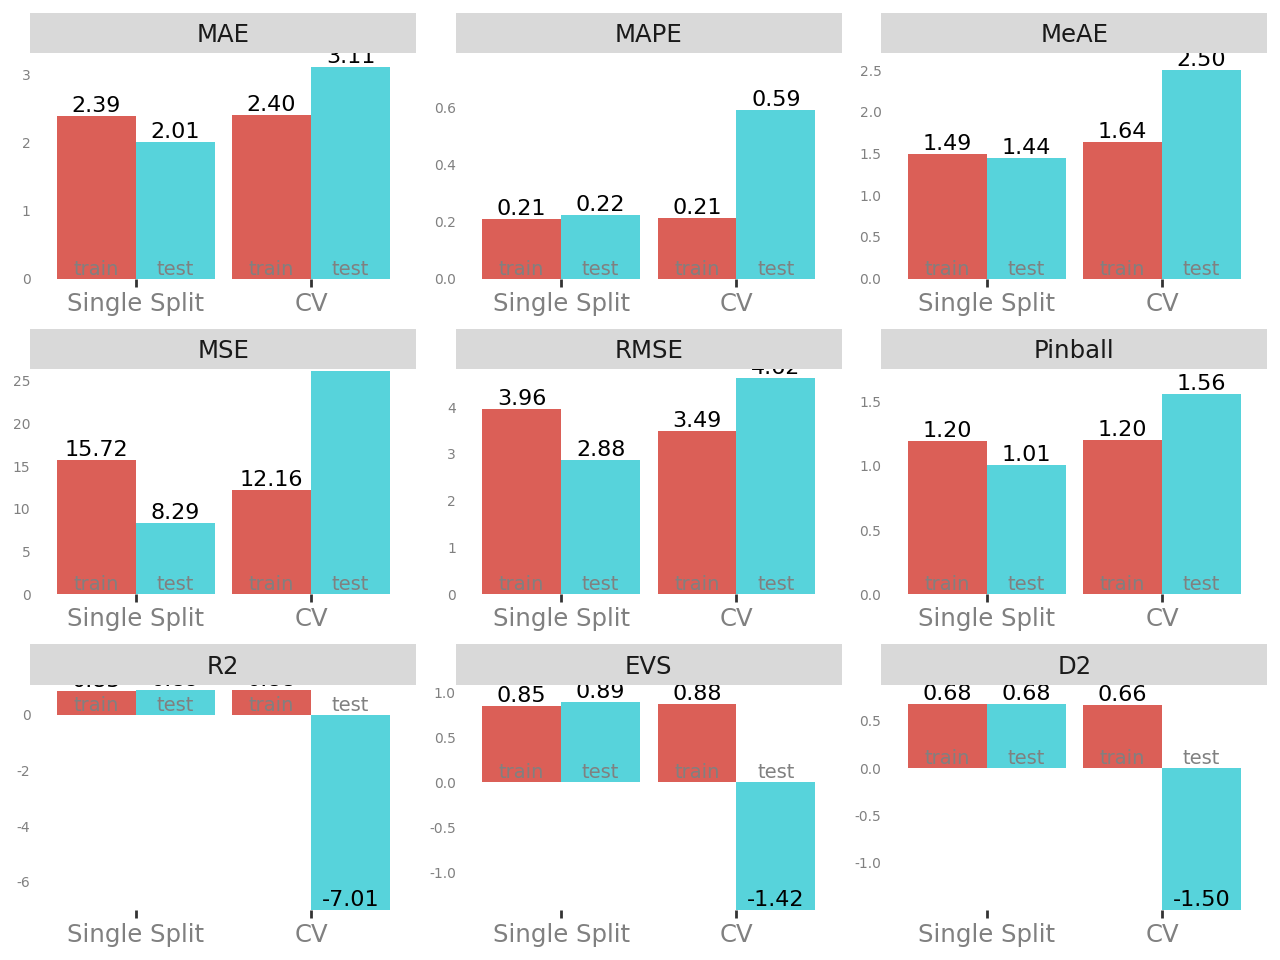 MAE
3.11
3
2.39
2.40
2
2.01
1
0
train
test
train
test
Single Split
CV
MAPE
0.6
0.59
0.4
0.2
0.21
0.22
0.21
0.0
train
test
train
test
Single Split
CV
MeAE
2.50
2.5
2.0
1.5
1.49
1.44
1.64
1.0
0.5
0.0
train
test
train
test
Single Split
CV
MSE
25
20
15
15.72
12.16
10
8.29
5
0
train
test
train
test
Single Split
CV
RMSE
4
3.96
3.49
3
2.88
2
1
0
train
test
train
test
Single Split
CV
Pinball
1.56
1.5
1.20
1.01
1.20
1.0
0.5
0.0
train
test
train
test
Single Split
CV
R2
0
train
test
train
test
-2
-4
-6
-7.01
Single Split
CV
EVS
1.0
0.85
0.89
0.88
0.5
0.0
train
test
train
test
-0.5
-1.0
-1.42
Single Split
CV
D2
0.68
0.68
0.66
0.5
0.0
train
test
train
test
-0.5
-1.0
-1.50
Single Split
CV